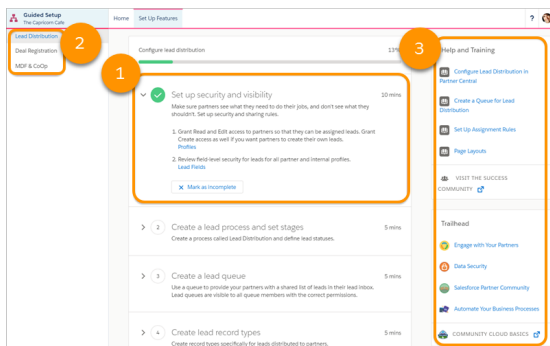 Guided Setup
The Capricorn Cafe
Home
Set Up Features
?
Lead Distribution
Deal Registration
MDF & CoOp
2
1
3
Configure lead distribution
13%
Set up security and visibility
10 mins
Make sure partners see what they need to do their jobs, and don't see what they
shouldn't. Set up security and sharing rules.
1. Grant Read and Edit access to partners so that they can be assigned leads. Grant
Create access as well if you want partners to create their own leads.
Profiles
2. Review field-level security for leads for all partner and internal profiles.
Lead Fields
× Mark as Incomplete
2
Create a lead process and set stages
5 mins
Create a process called Lead Distribution and define lead statuses.
3
Create a lead queue
5 mins
Use a queue to provide your partners with a shared list of leads in their lead inbox.
Lead queues are visible to all queue members with the correct permissions.
4
Create lead record types
5 mins
Create record types specifically for leads distributed to partners.
Help and Training
Configure Lead Distribution in
Partner Central
Create a Queue for Lead
Distribution
Set Up Assignment Rules
Page Layouts
VISIT THE SUCCESS
COMMUNITY
Trailhead
Engage with Your Partners
Data Security
Salesforce Partner Community
Automate Your Business Processes
COMMUNITY CLOUD BASICS